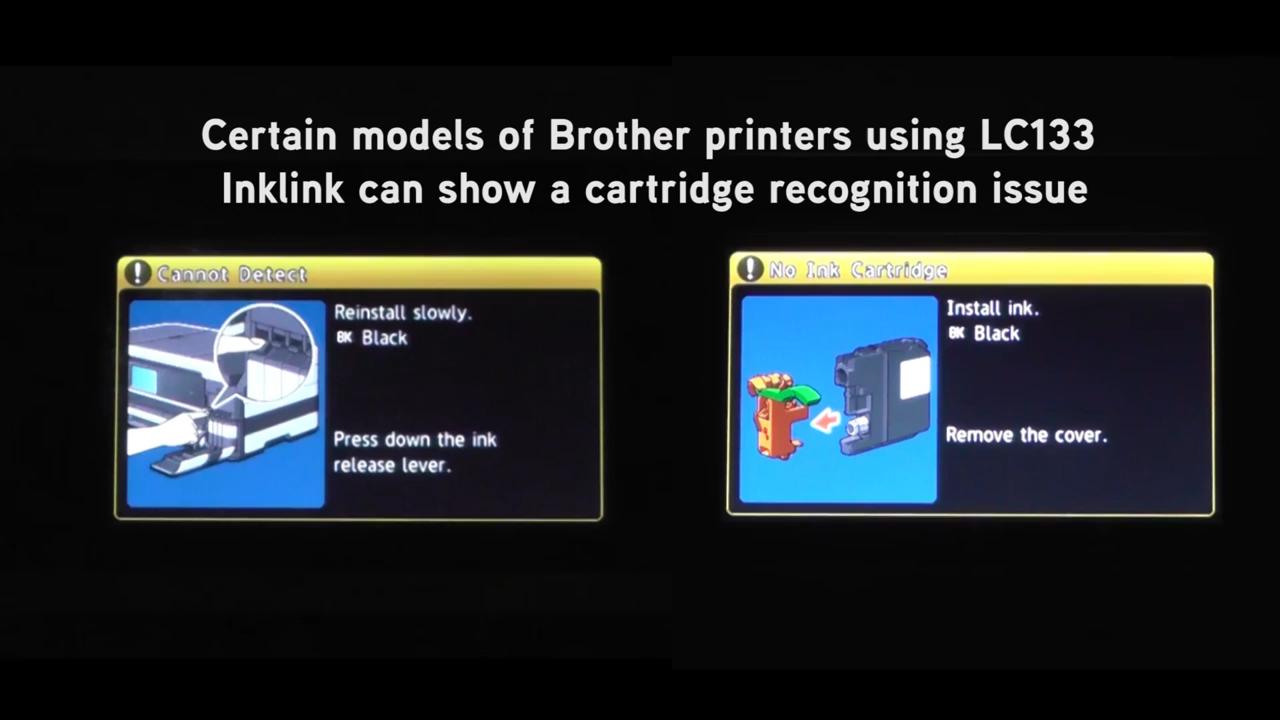 Certain models of Brother printers using LC133
Inklink can show a cartridge recognition issue
Cannot Detect
Reinstall slowly.
BK Black
Press down the ink
release lever.
No Ink Cartridge
Install ink.
BK Black
Remove the cover.